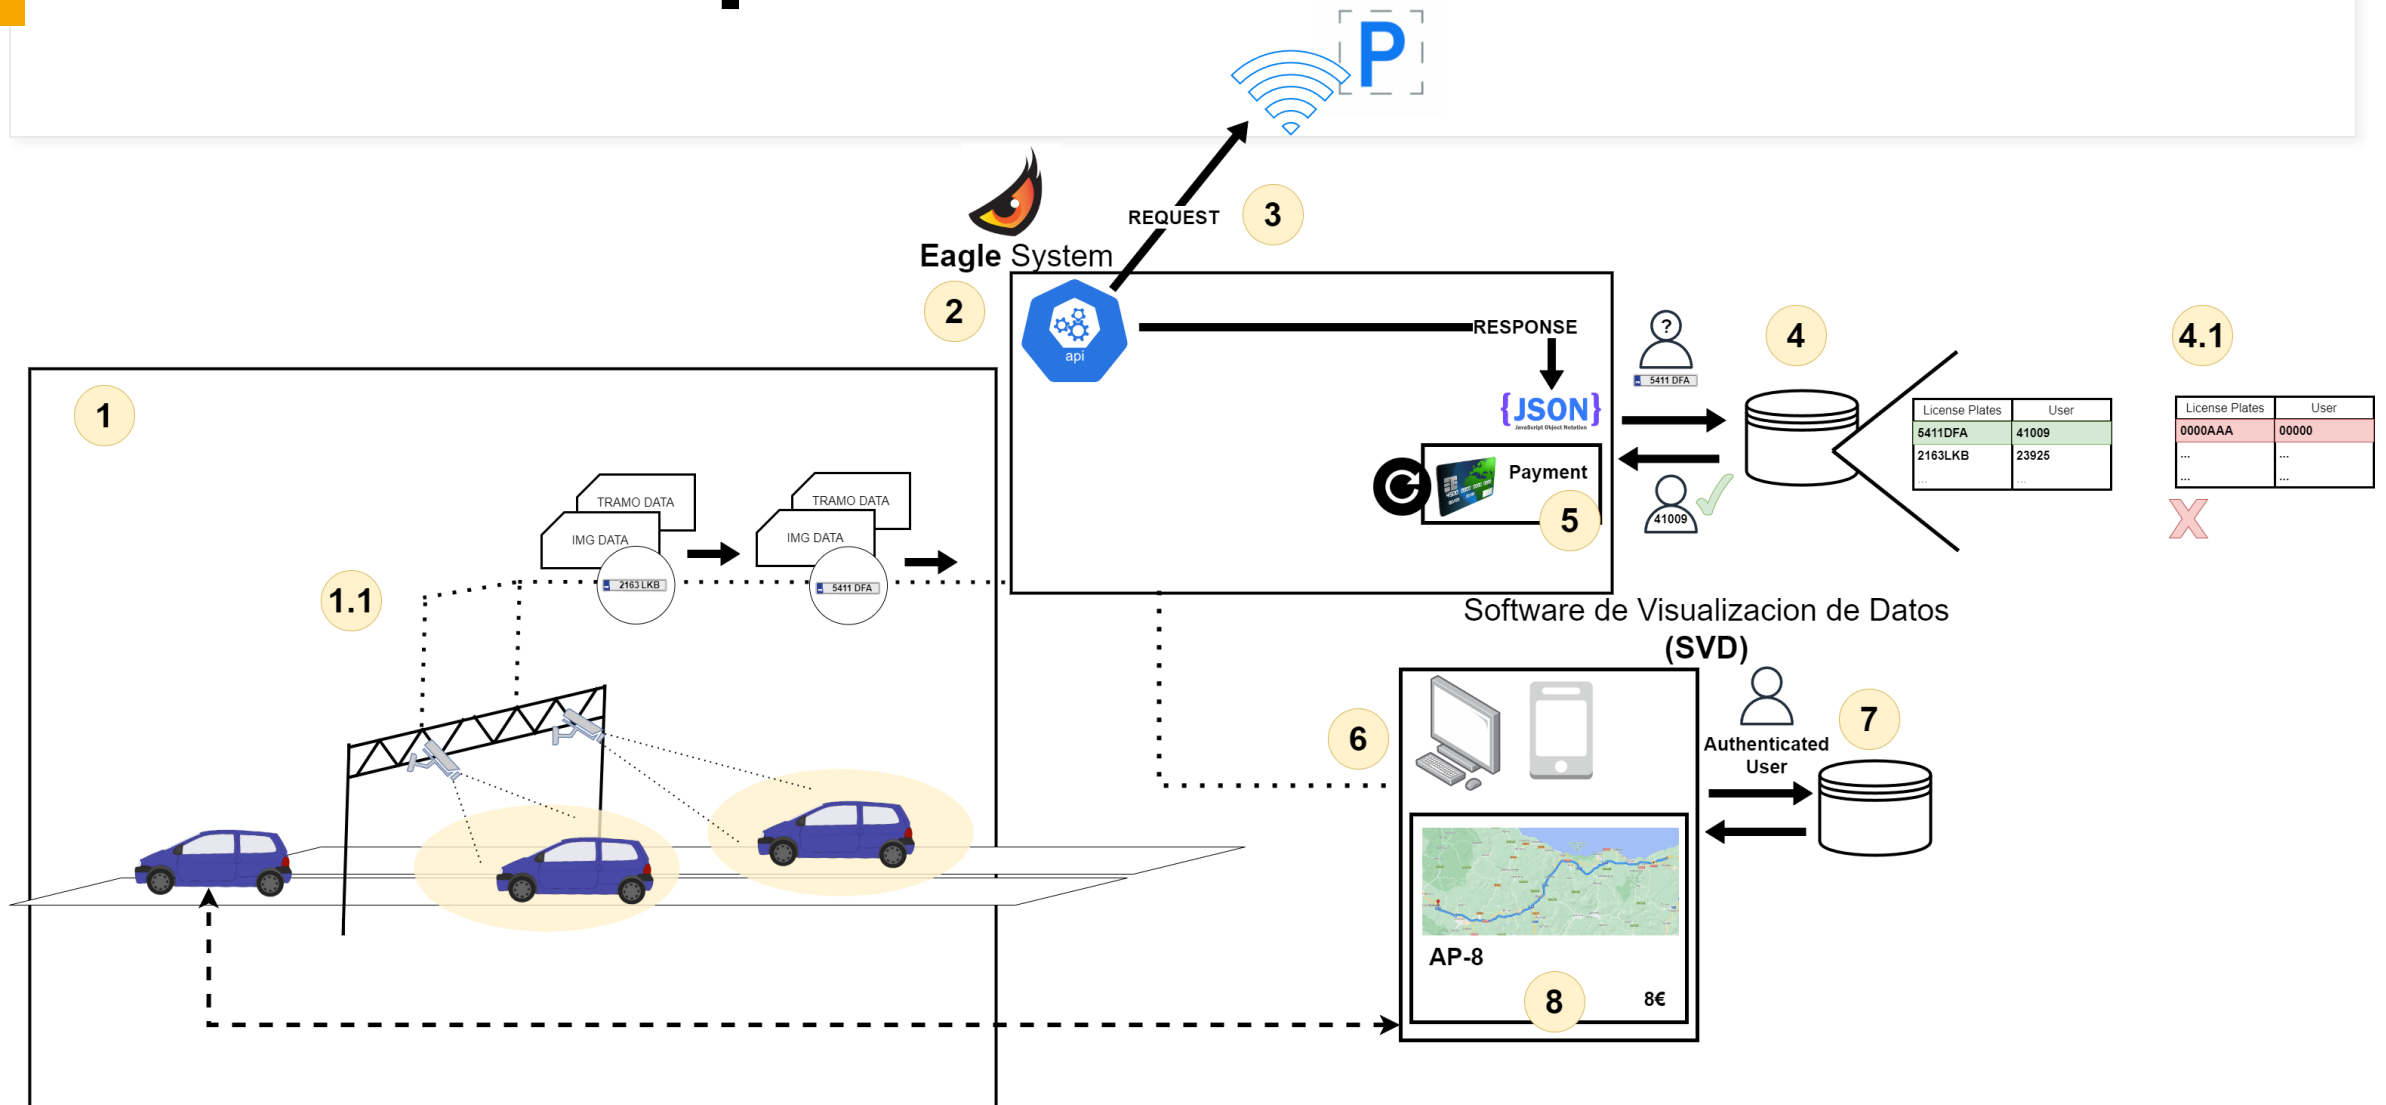 P
REQUEST
3
Eagle System
2
api
RESPONSE
{JSON}
JavaScript Object Notation
?
5411 DFA
4
4.1
License Plates User
5411DFA 41009
2163LKB 23925
... ...
License Plates User
0000AAA 00000
... ...
... ...
X
Payment
5
41009
1
TRAMO DATA
IMG DATA
2163 LKB
TRAMO DATA
IMG DATA
5411 DFA
1.1
Software de Visualizacion de Datos
(SVD)
6
Authenticated
User
7
AP-8
8
8€